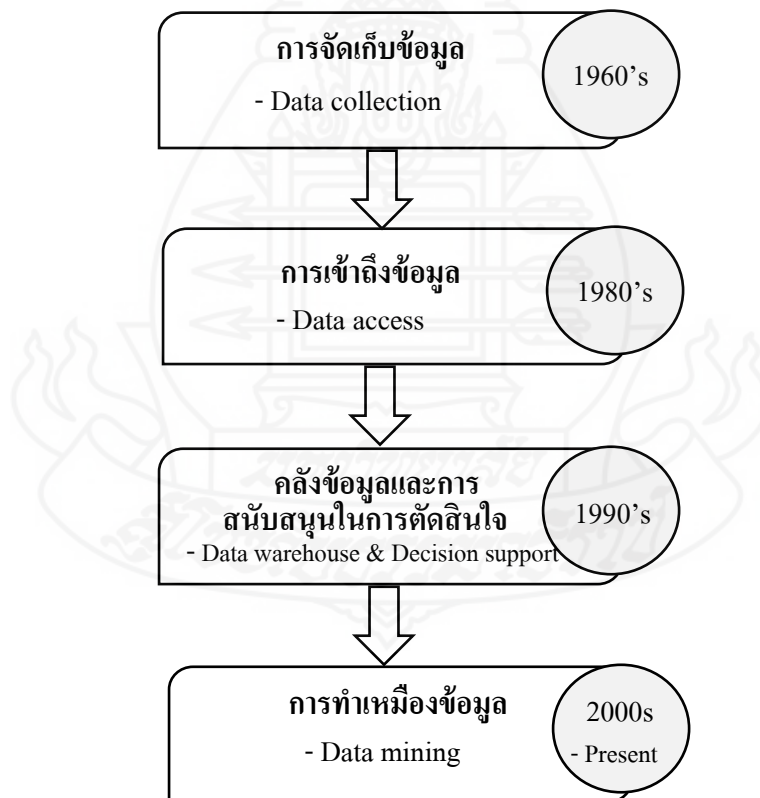 การจัดเก็บข้อมูล
- Data collection
1960’s
การเข้าถึงข้อมูล
- Data access
1980’s
คลังข้อมูลและการ
สนับสนุนในการตัดสินใจ
- Data warehouse & Decision support
1990’s
การทำเหมืองข้อมูล
- Data mining
2000s
- Present